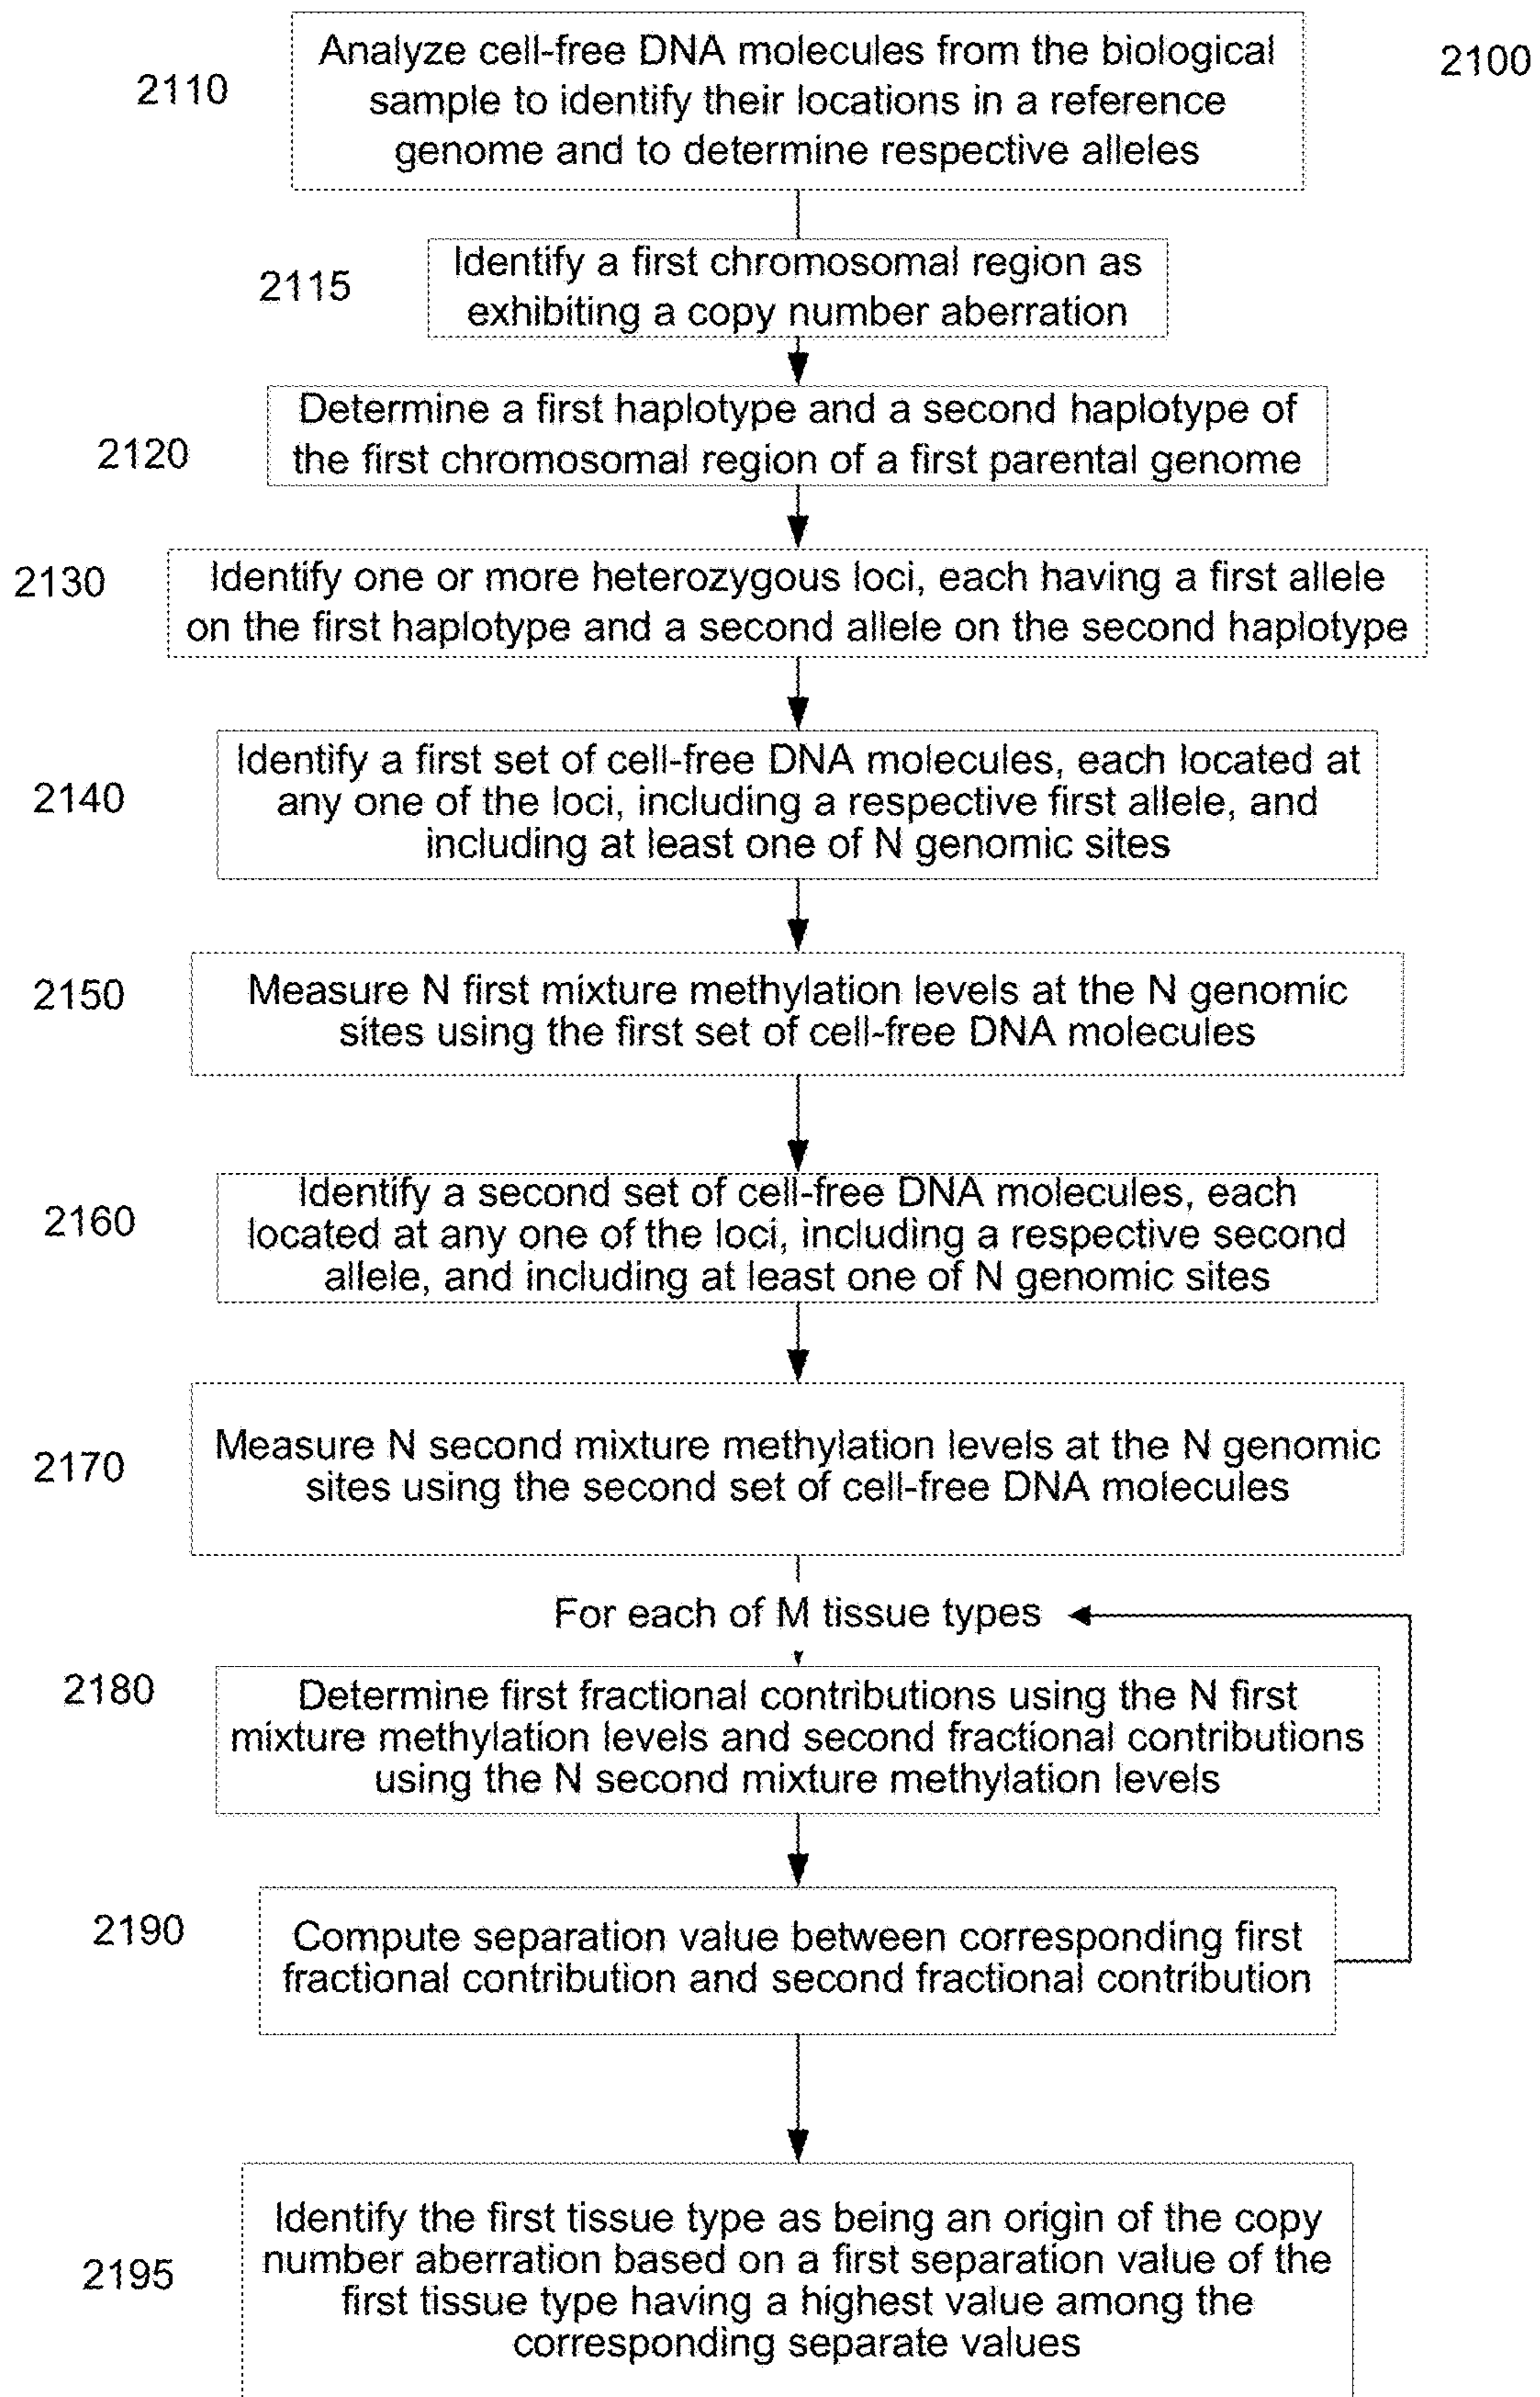 2100
2110
Analyze cell-free DNA molecules from the biological
sample to identify their locations in a reference
genome and to determine respective alleles
2115
Identify a first chromosomal region as
exhibiting a copy number aberration
2120
Determine a first haplotype and a second haplotype of
the first chromosomal region of a first parental genome
2130
Identify one or more heterozygous loci, each having a first allele
on the first haplotype and a second allele on the second haplotype
2140
Identify a first set of cell-free DNA molecules, each located at
any one of the loci, including a respective first allele, and
including at least one of N genomic sites
2150
Measure N first mixture methylation levels at the N genomic
sites using the first set of cell-free DNA molecules
2160
Identify a second set of cell-free DNA molecules, each
located at any one of the loci, including a respective second
allele, and including at least one of N genomic sites
2170
Measure N second mixture methylation levels at the N genomic
sites using the second set of cell-free DNA molecules
For each of M tissue types
2180
Determine first fractional contributions using the N first
mixture methylation levels and second fractional contributions
using the N second mixture methylation levels
2190
Compute separation value between corresponding first
fractional contribution and second fractional contribution
2195
Identify the first tissue type as being an origin of the copy
number aberration based on a first separation value of the
first tissue type having a highest value among the
corresponding separate values